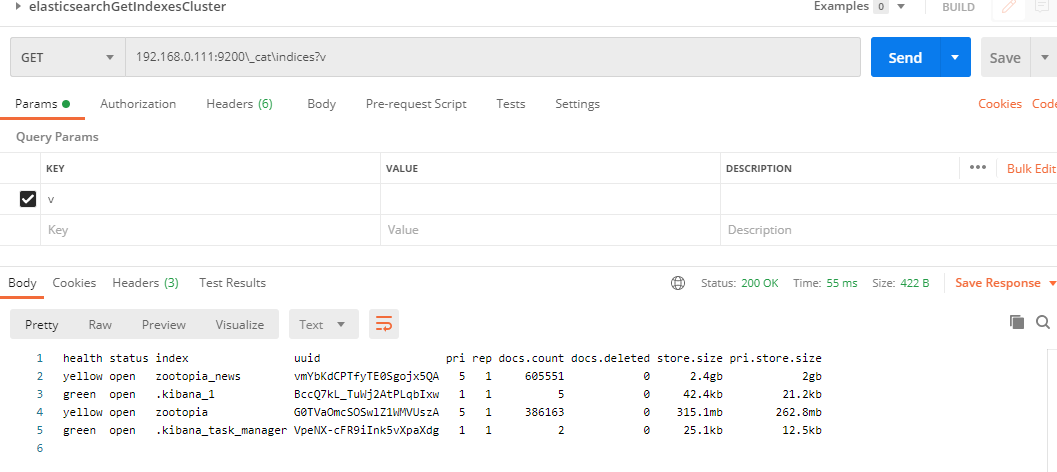 elasticsearchGetIndexesCluster Examples 0 BUILD
GET 192.168.0.111:9200\_cat\indices?v Send Save
Params Authorization Headers (6) Body Pre-request Script Tests Settings Cookies Code
Query Params
KEY VALUE DESCRIPTION ••• Bulk Edit
v
Key Value Description
Body Cookies Headers (3) Test Results Status: 200 OK Time: 55 ms Size: 422 B Save Response
Pretty Raw Preview Visualize Text
1 health status index uuid pri rep docs.count docs.deleted store.size pri.store.size
2 yellow open zootopia_news vmYbKdCPTfyTE0Sgojx5QA 5 1 605551 0 2.4gb 2gb
3 green open .kibana_1 BccQ7kL_TuWj2AtPLqbIxw 1 1 5 0 42.4kb 21.2kb
4 yellow open zootopia G0TVaOmcSOSwlZ1WMVUszA 5 1 386163 0 315.1mb 262.8mb
5 green open .kibana_task_manager VpeNX-cFR9iInk5vXpaXdg 1 1 2 0 25.1kb 12.5kb
6